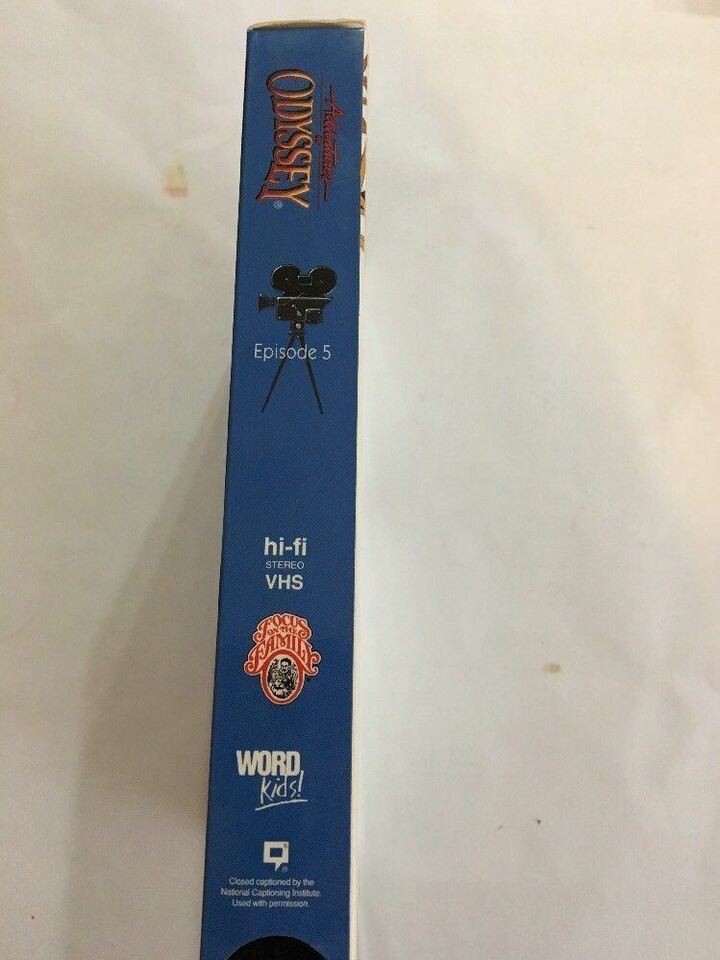 Adventures in
ODYSSEY®
Episode 5
hi-fi
STEREO
VHS
FOCUS
ON THE
FAMILY
WORD
Kids!
Closed captioned by the
National Captioning Institute.
Used with permission.